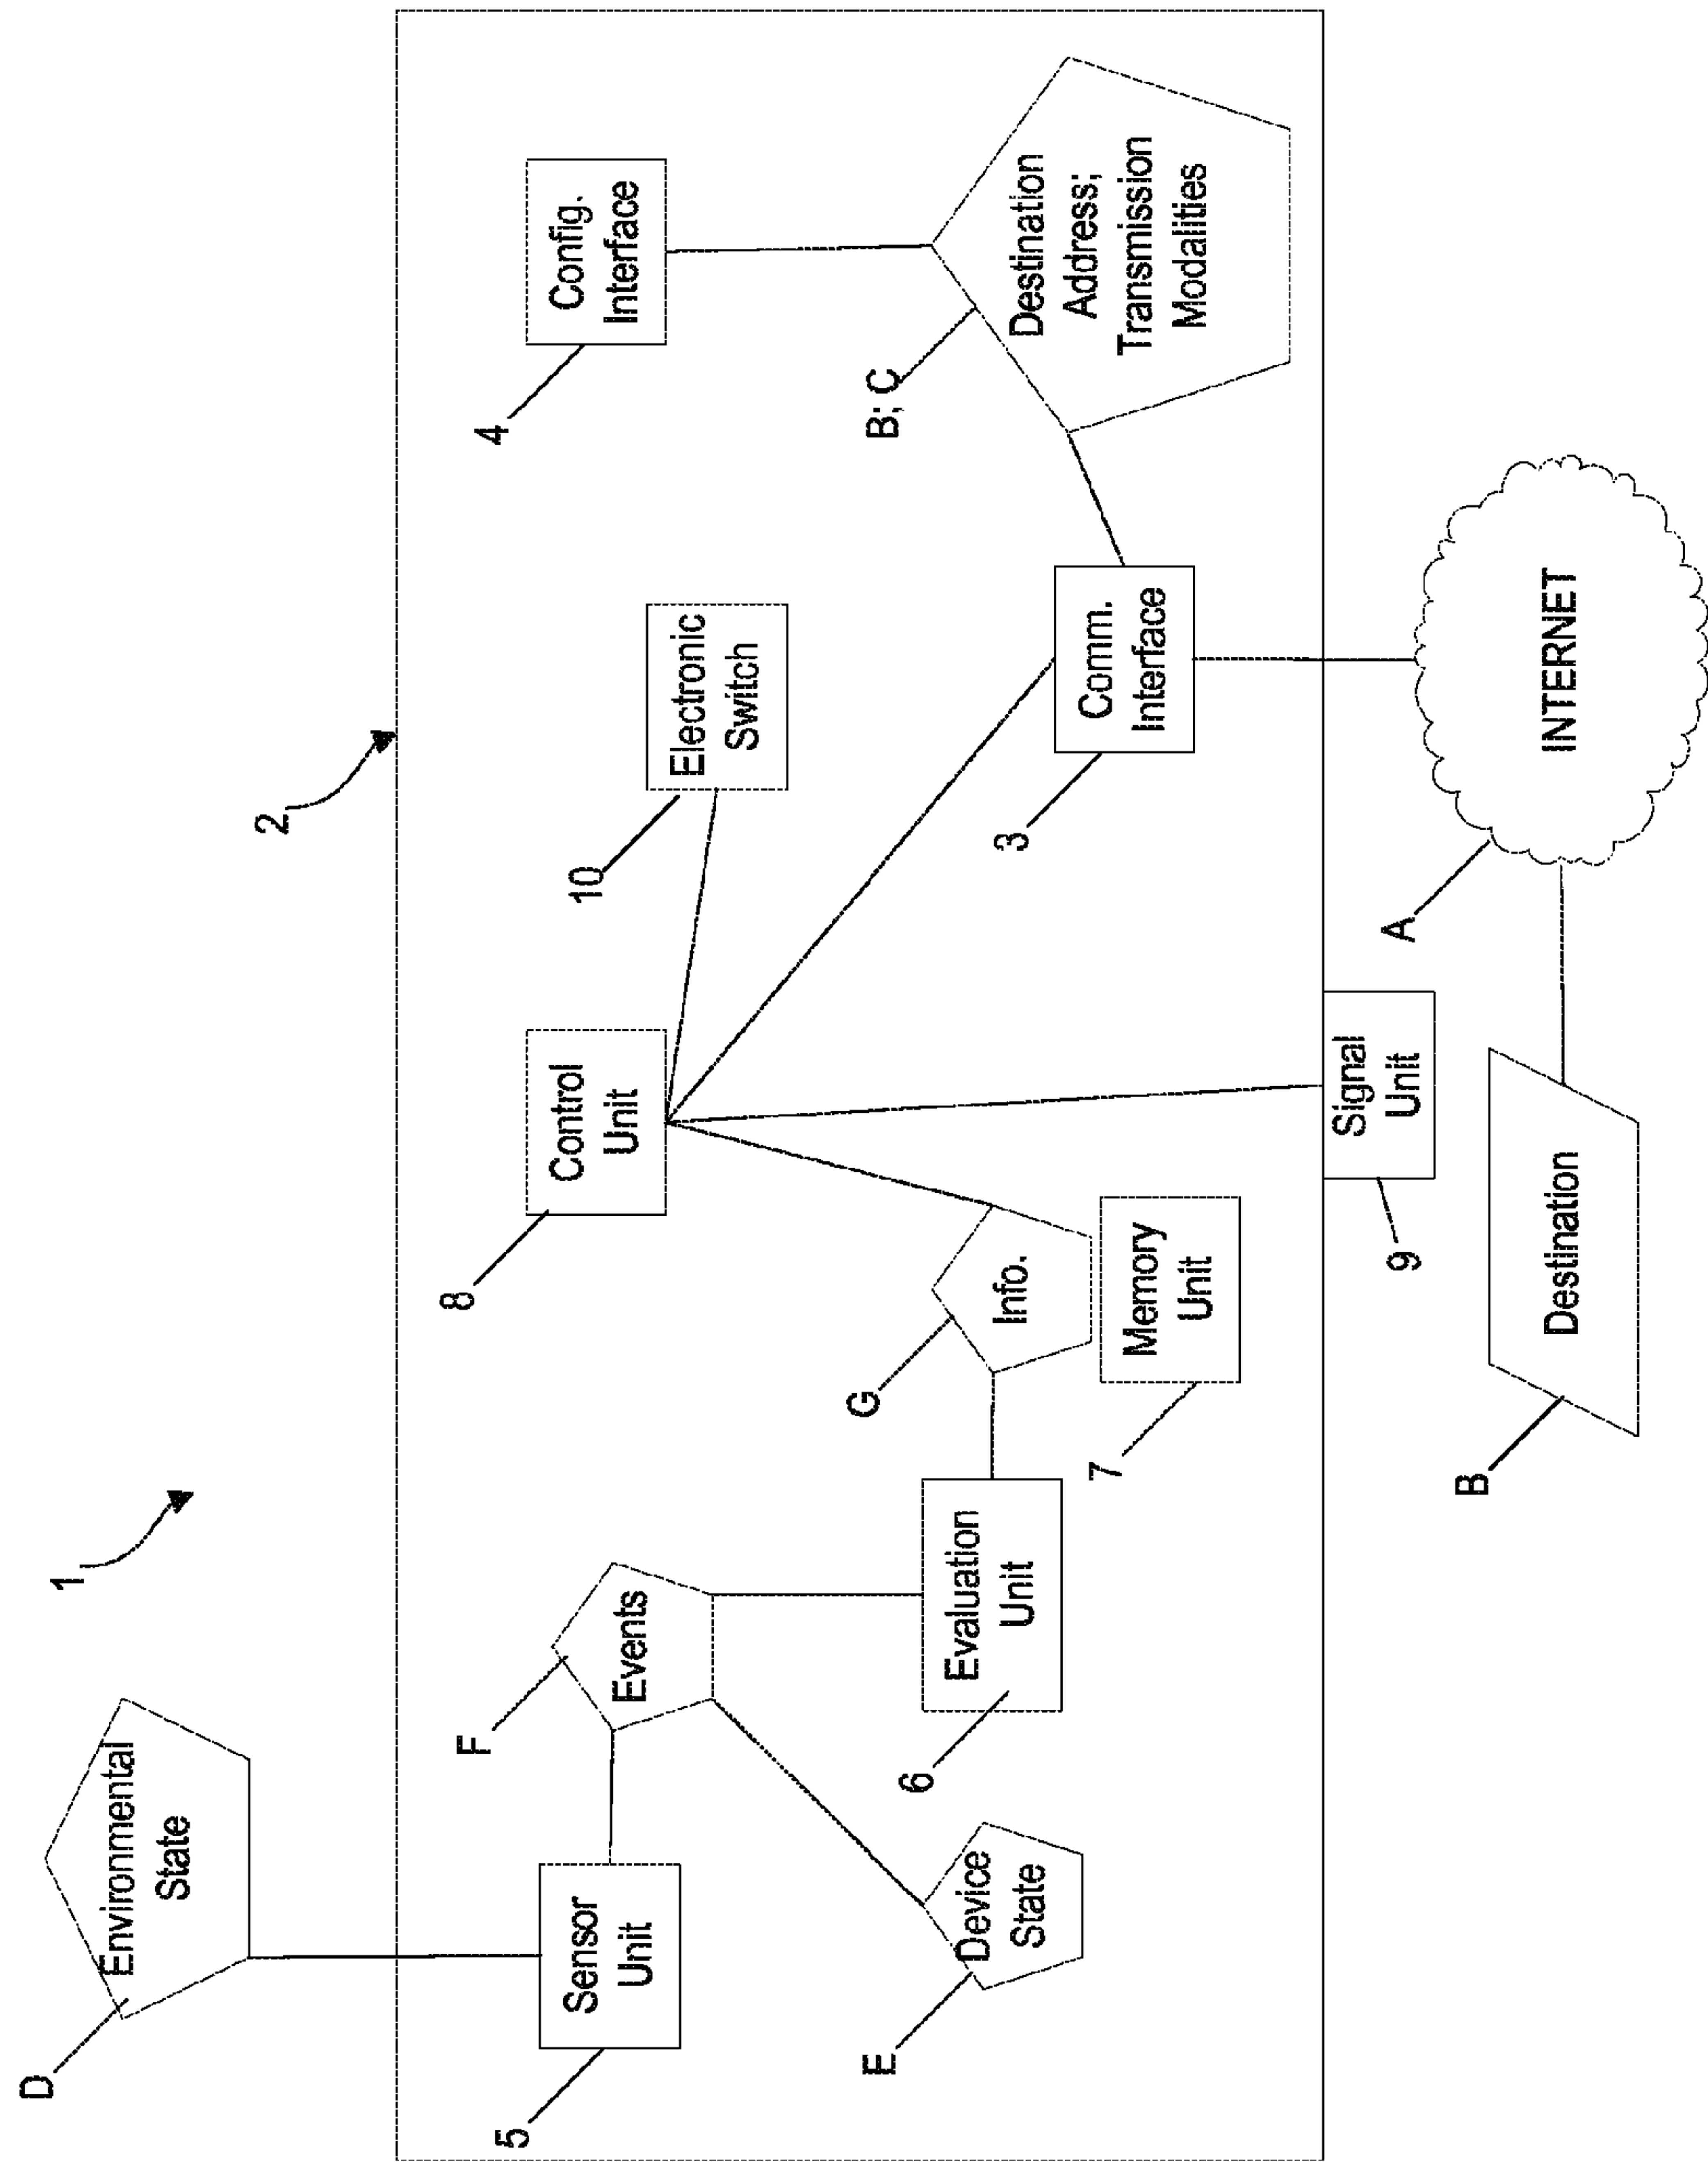 1
2
D
Environmental
State
5
Sensor
Unit
F
Events
E
Device
State
6
Evaluation
Unit
G
Info.
7
Memory
Unit
8
Control
Unit
10
Electronic
Switch
4
Config.
Interface
B; C
Destination
Address;
Transmission
Modalities
3
Comm.
Interface
9
Signal
Unit
A
INTERNET
B
Destination